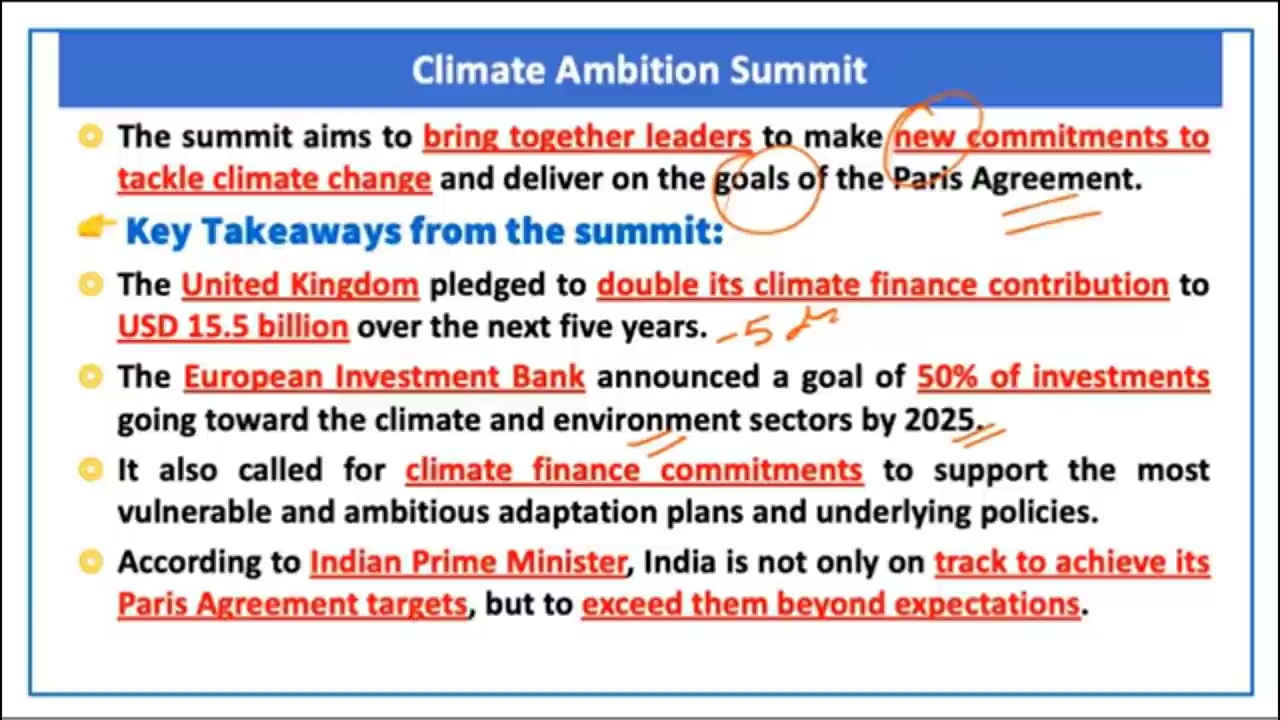 Climate Ambition Summit
The summit aims to bring together leaders to make new commitments to
tackle climate change and deliver on the goals of the Paris Agreement.
Key Takeaways from the summit:
The United Kingdom pledged to double its climate finance contribution to
USD 15.5 billion over the next five years. -5
The European Investment Bank announced a goal of 50% of investments
going toward the climate and environment sectors by 2025.
It also called for climate finance commitments to support the most
vulnerable and ambitious adaptation plans and underlying policies.
According to Indian Prime Minister, India is not only on track to achieve its
Paris Agreement targets, but to exceed them beyond expectations.